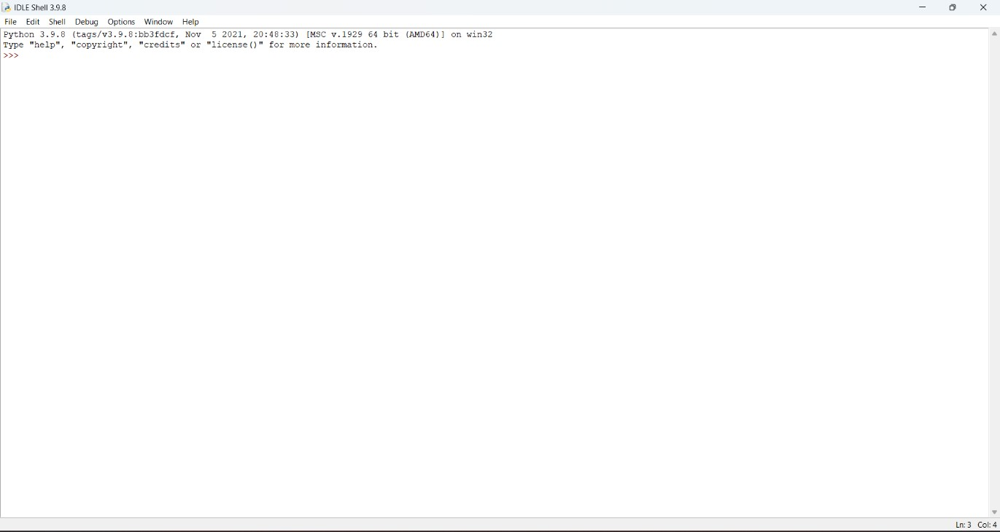 IDLE Shell 3.9.8
File Edit Shell Debug Options Window Help
Python 3.9.8 (tags/v3.9.8:bb3fdcf, Nov  5 2021, 20:48:33) [MSC v.1929 64 bit (AMD64)] on win32
Type "help", "copyright", "credits" or "license()" for more information.
>>>
Ln: 3 Col: 4